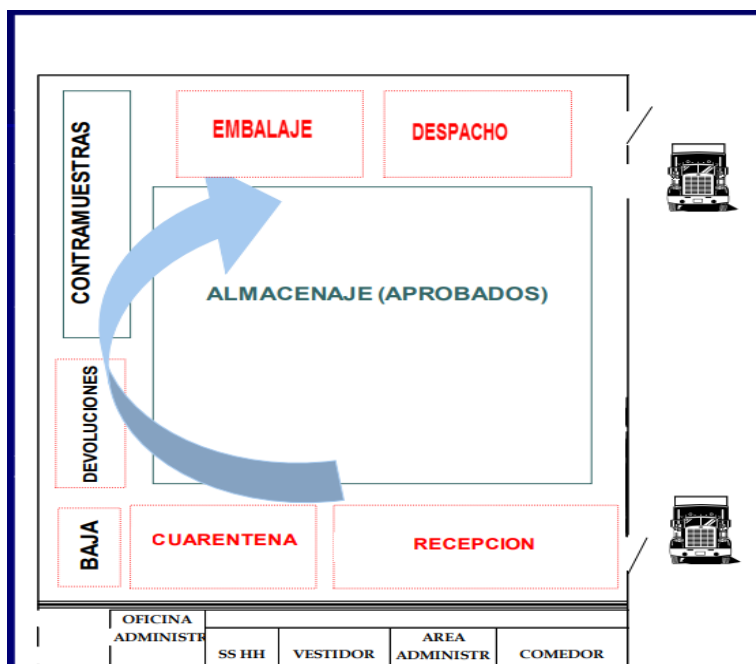 EMBALAJE
DESPACHO
CONTRAMUESTRAS
ALMACENAJE (APROBADOS)
DEVOLUCIONES
BAJA
CUARENTENA
RECEPCION
OFICINA
ADMINISTR
SS HH
VESTIDOR
AREA
ADMINISTR
COMEDOR